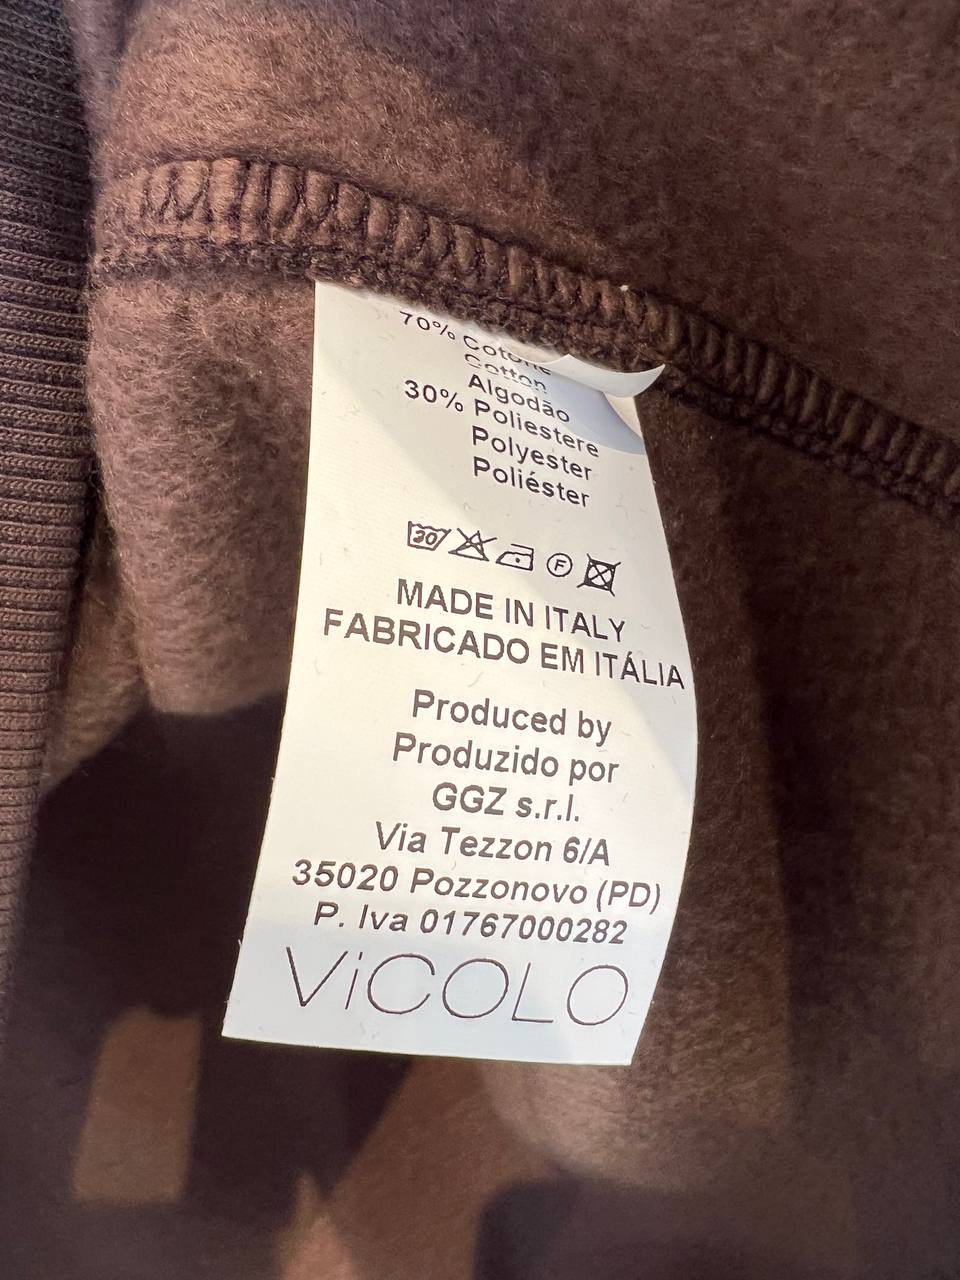 70% Cotone
Cotton
Algodão
30% Poliestere
Polyester
Poliéster
30 F
MADE IN ITALY
FABRICADO EM ITÁLIA
Produced by
Produzido por
GGZ s.r.l.
Via Tezzon 6/A
35020 Pozzonovo (PD)
P. Iva 01767000282
ViCOLO